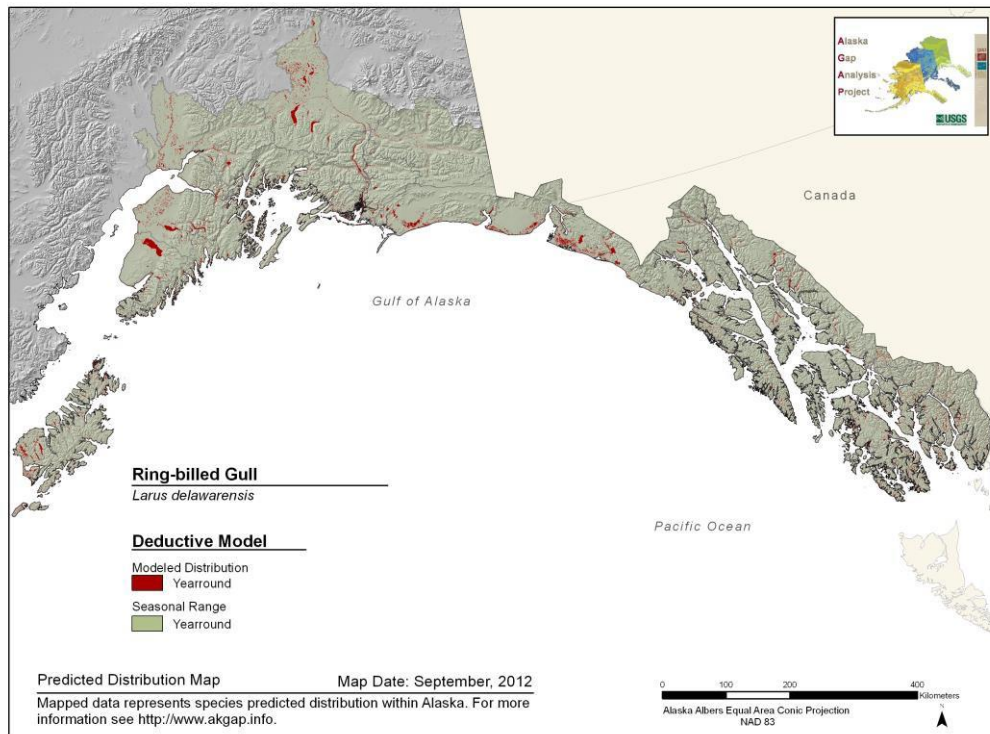 Alaska
Gap
Analysis
Project
USGS
Canada
Gulf of Alaska
Pacific Ocean
Ring-billed Gull
Larus delawarensis
Deductive Model
Modeled Distribution
Yearround
Seasonal Range
Yearround
Predicted Distribution Map
Map Date: September, 2012
Mapped data represents species predicted distribution within Alaska. For more
information see http://www.akgap.info.
0 100 200 400
Kilometers
Alaska Albers Equal Area Conic Projection
NAD 83
N